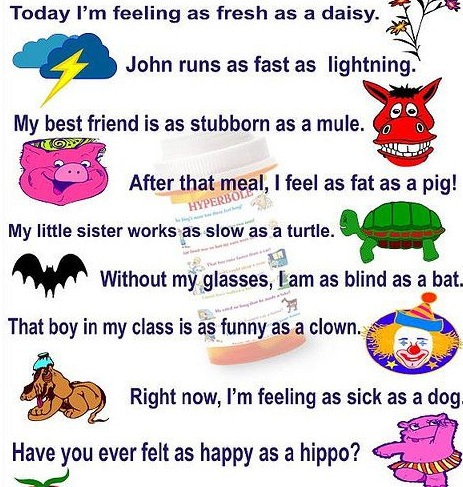 Today I'm feeling as fresh as a daisy.
John runs as fast as lightning.
My best friend is as stubborn as a mule.
After that meal, I feel as fat as a pig!
HYPERBOLE
My little sister works as slow as a turtle.
Without my glasses, I am as blind as a bat.
That boy in my class is as funny as a clown.
Right now, I'm feeling as sick as a dog.
Have you ever felt as happy as a hippo?